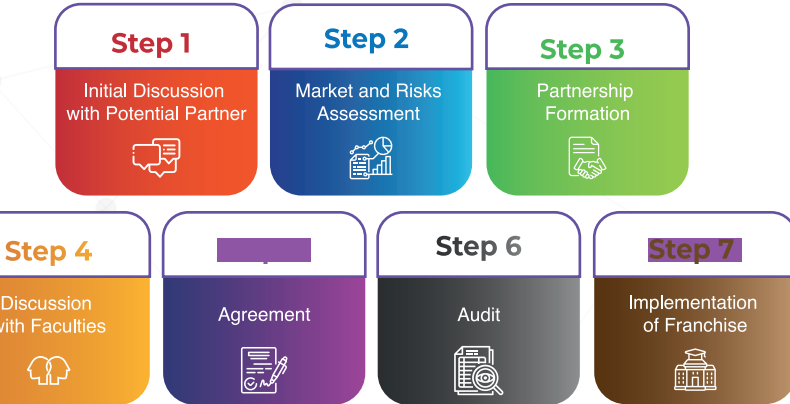 Step 1
Step 2
Step 3
Initial Discussion
with Potential Partner
Market and Risks
Assessment
Partnership
Formation
Step 4
Step 6
Step 7
Discussion
with Faculties
Agreement
Audit
Implementation
of Franchise